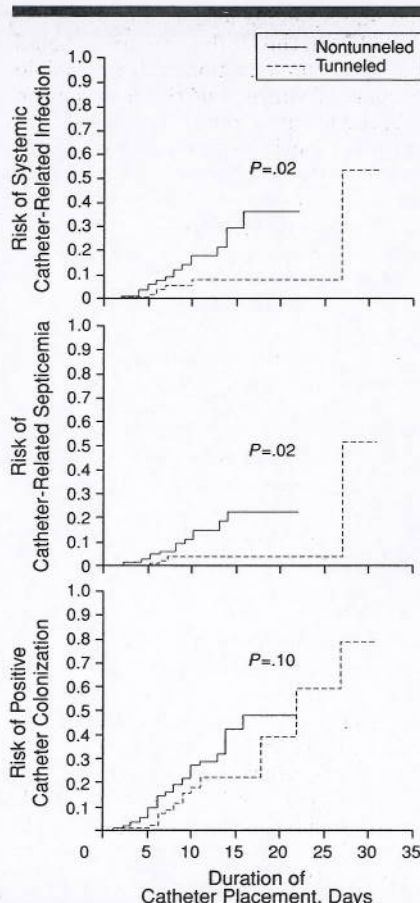 Nontunneled
Tunneled
Risk of Systemic
Catheter-Related Infection
1.0
0.9
0.8
0.7
0.6
0.5
0.4
0.3
0.2
0.1
0
P=.02
Risk of
Catheter-Related Septicemia
1.0
0.9
0.8
0.7
0.6
0.5
0.4
0.3
0.2
0.1
0
P=.02
Risk of Positive
Catheter Colonization
1.0
0.9
0.8
0.7
0.6
0.5
0.4
0.3
0.2
0.1
P=.10
0 5 10 15 20 25 30 35
Duration of
Catheter Placement, Days